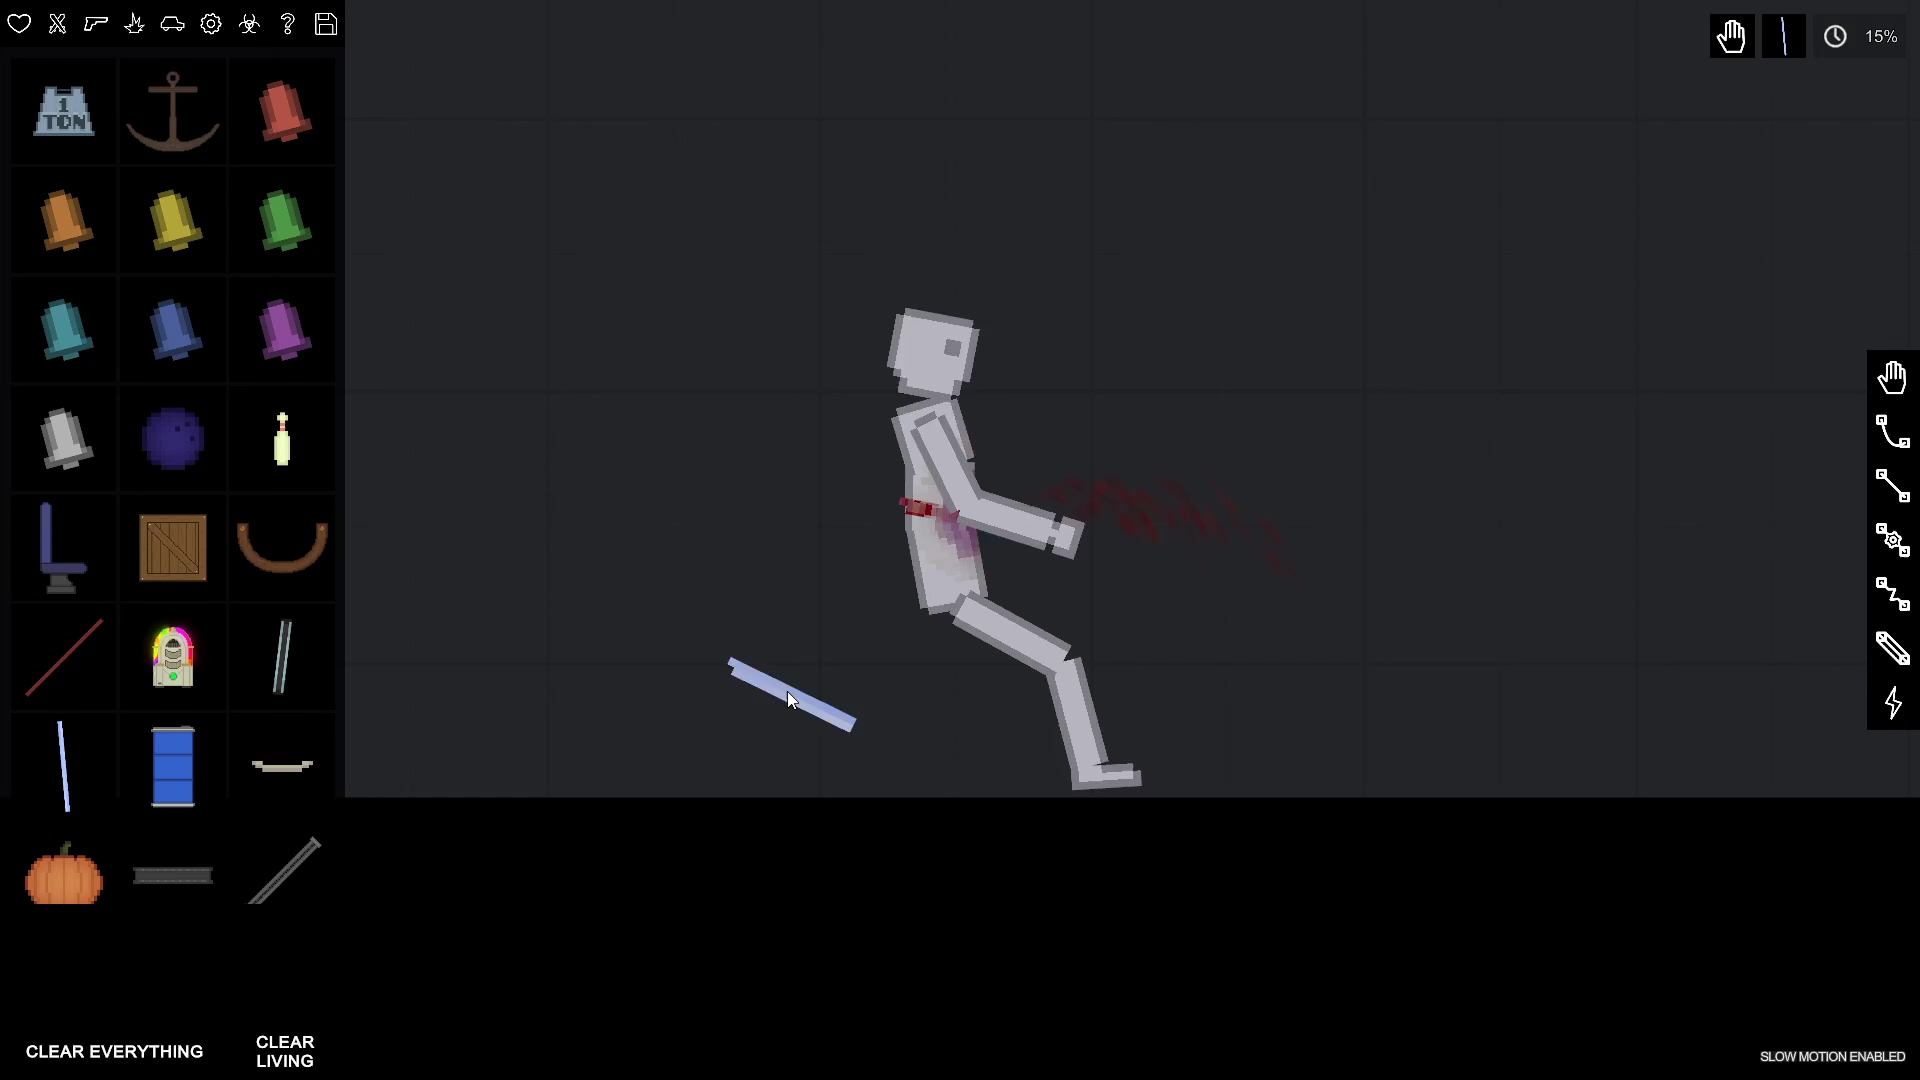 15%
1
TON
CLEAR EVERYTHING
CLEAR
LIVING
SLOW MOTION ENABLED